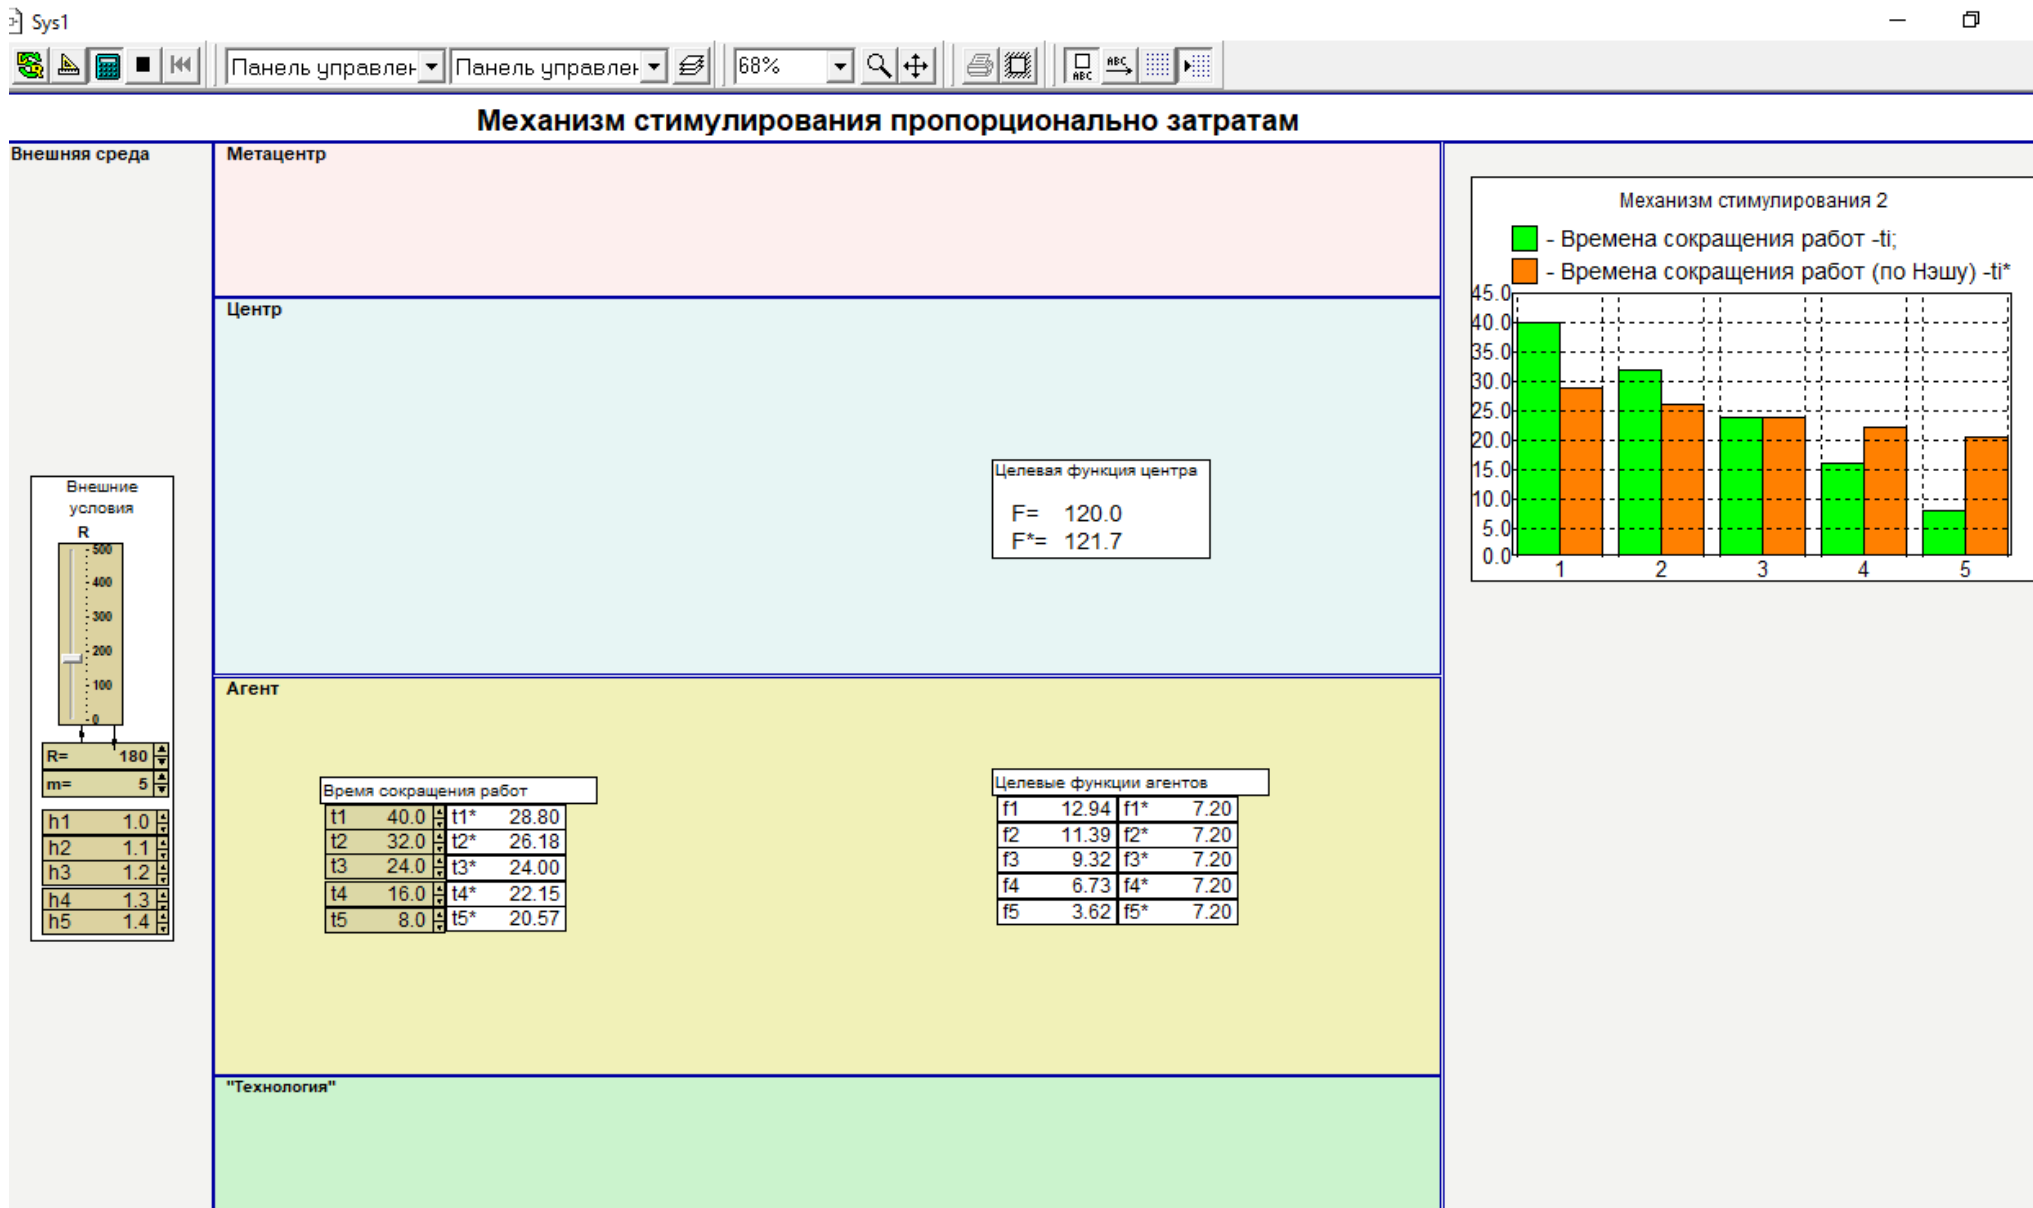 Sys1
Панель управлен Панель управлен 68% ABC ABC
Механизм стимулирования пропорционально затратам
Внешняя среда
Внешние
условия
R
500
400
300
200
100
0
R= 180
m= 5
h1 1.0
h2 1.1
h3 1.2
h4 1.3
h5 1.4
Метацентр
Центр
Целевая функция центра
F= 120.0
F*= 121.7
Агент
Время сокращения работ
t1 40.0 t1* 28.80
t2 32.0 t2* 26.18
t3 24.0 t3* 24.00
t4 16.0 t4* 22.15
t5 8.0 t5* 20.57
Целевые функции агентов
f1 12.94 f1* 7.20
f2 11.39 f2* 7.20
f3 9.32 f3* 7.20
f4 6.73 f4* 7.20
f5 3.62 f5* 7.20
"Технология"
Механизм стимулирования 2
- Времена сокращения работ -ti;
- Времена сокращения работ (по Нэшу) -ti*
45.0
40.0
35.0
30.0
25.0
20.0
15.0
10.0
5.0
0.0
1 2 3 4 5